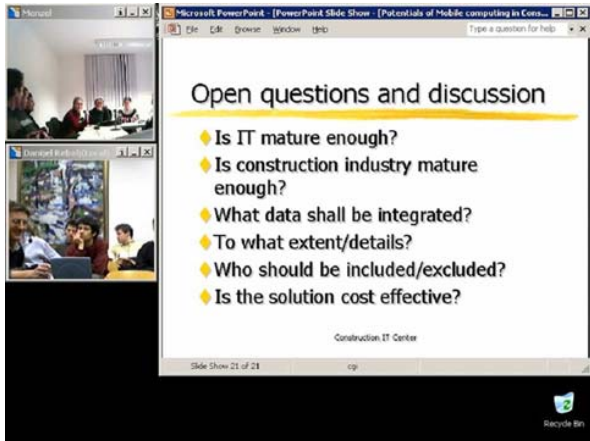 Manuel
Microsoft PowerPoint - [PowerPoint Slide Show - [Potentials of Mobile computing in Cons...
File Edit Browse Window Help
Type a question for help
Open questions and discussion
Is IT mature enough?
Is construction industry mature
enough?
What data shall be integrated?
To what extent/details?
Who should be included/excluded?
Is the solution cost effective?
Construction IT Center
Slide Show 21 of 21
cgi
Recycle Bin